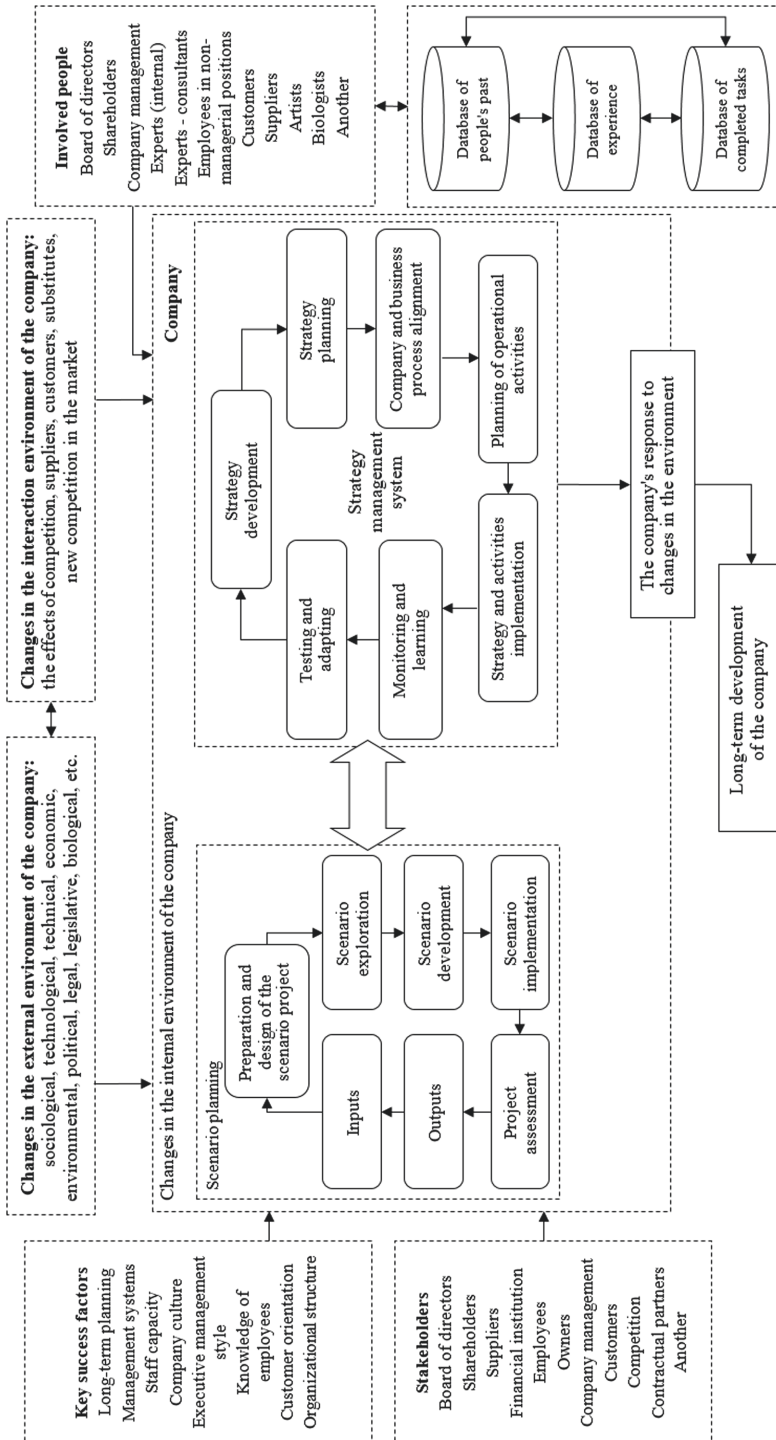 Key success factors
Long-term planning
Management systems
Staff capacity
Company culture
Executive management
style
Knowledge of
employees
Customer orientation
Organizational structure
Stakeholders
Board of directors
Shareholders
Suppliers
Financial institution
Employees
Owners
Company management
Customers
Competition
Contractual partners
Another
Changes in the external environment of the company:
sociological, technological, technical, economic,
environmental, political, legal, legislative, biological, etc.
Changes in the interaction environment of the company:
the effects of competition, suppliers, customers, substitutes,
new competition in the market
Changes in the internal environment of the company
Company
Scenario planning
Preparation and
design of the
scenario project
Scenario
exploration
Scenario
development
Scenario
implementation
Project
assessment
Outputs
Inputs
Strategy
development
Strategy
planning
Company and business
process alignment
Planning of operational
activities
Strategy and activities
implementation
Monitoring and
learning
Testing and
adapting
Strategy
management
system
Involved people
Board of directors
Shareholders
Company management
Experts (internal)
Experts - consultants
Employees in non-
managerial positions
Customers
Suppliers
Artists
Biologists
Another
Database of
people's past
Database of
experience
Database of
completed tasks
The company's response to
changes in the environment
Long-term development
of the company